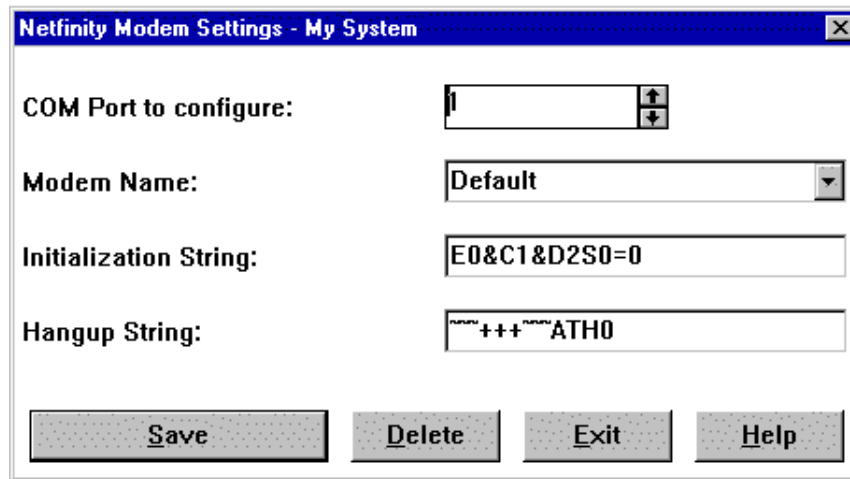 Netfinity Modem Settings - My System
COM Port to configure: 1
Modem Name: Default
Initialization String: E0&C1&D2S0=0
Hangup String: ~~~+++~~~ATH0
Save Delete Exit Help